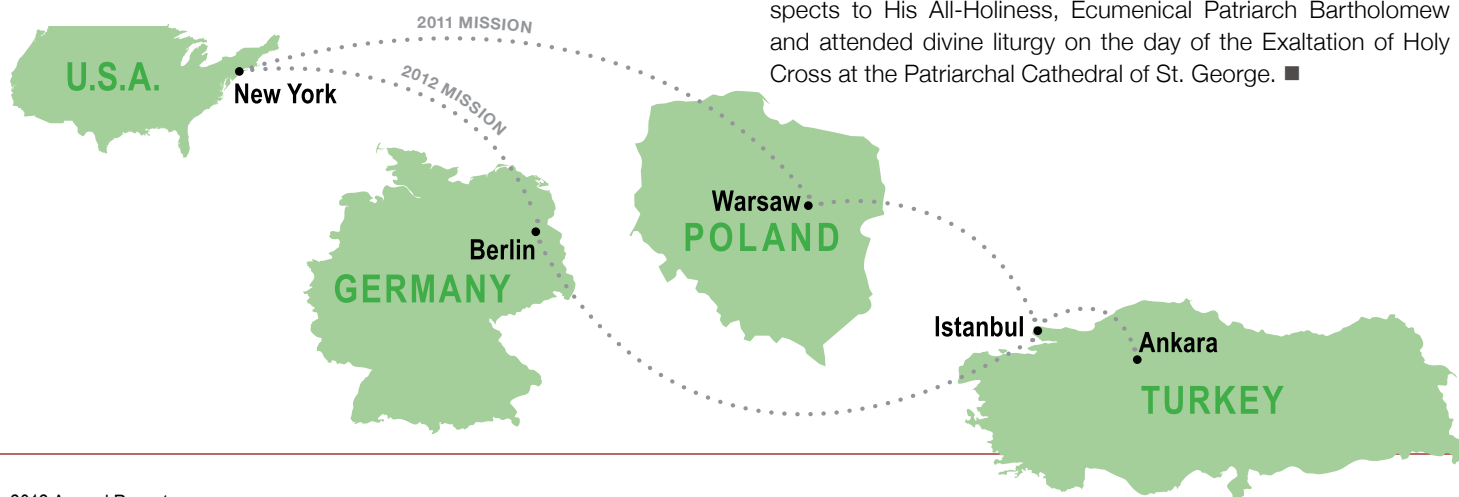 spects to His All-Holiness, Ecumenical Patriarch Bartholomew
and attended divine liturgy on the day of the Exaltation of Holy
Cross at the Patriarchal Cathedral of St. George. ■
2011 MISSION
2012 MISSION
U.S.A.
New York
Warsaw
POLAND
Berlin
GERMANY
Istanbul
Ankara
TURKEY